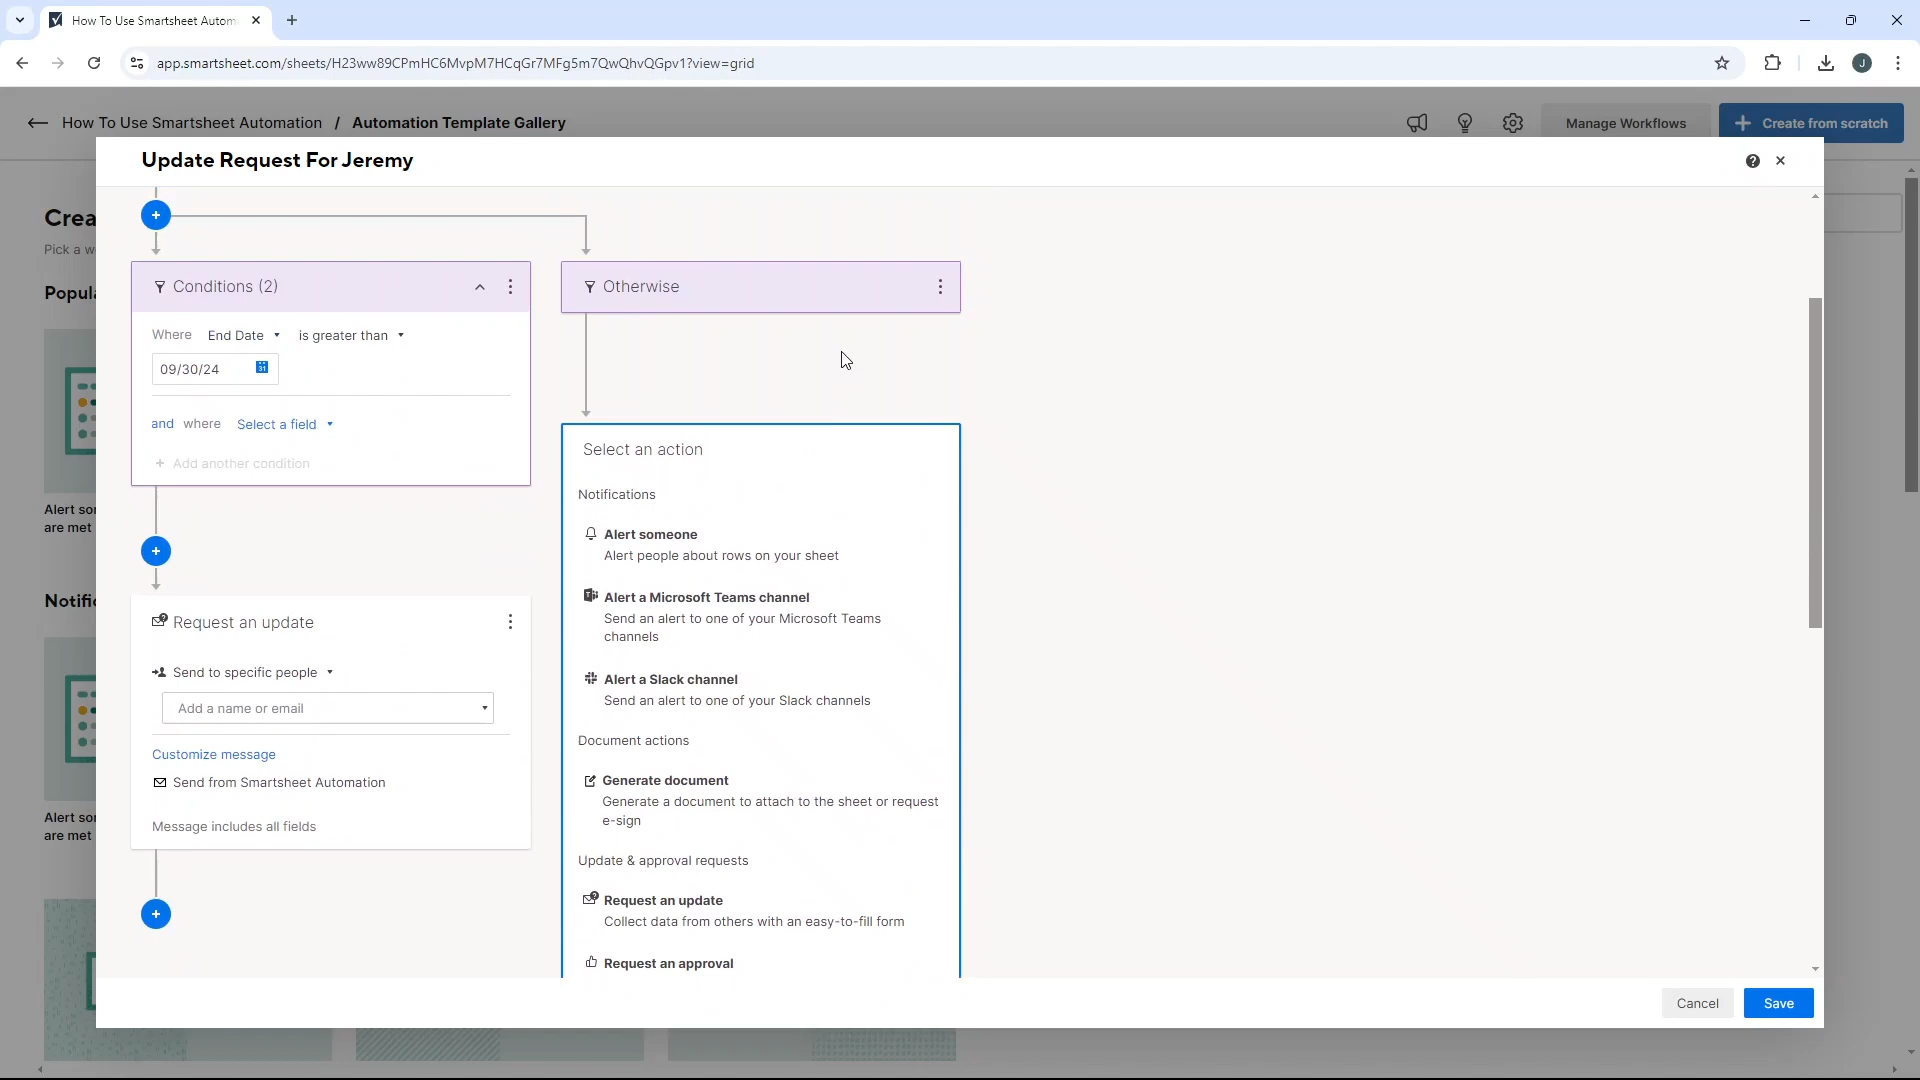 How To Use Smartsheet Autom
app.smartsheet.com/sheets/H23ww89CPmHC6MvpM7HCqGr7MFg5m7QwQhvQGpv1?view=grid
J
How To Use Smartsheet Automation / Automation Template Gallery
Manage Workflows
Create from scratch
Update Request For Jeremy
Crea
Pick a w
Popula
Alert so
are met
Notific
Alert so
are met
Conditions (2)
Where End Date is greater than
09/30/24
31
and where Select a field
+ Add another condition
Request an update
Send to specific people
Add a name or email
Customize message
Send from Smartsheet Automation
Message includes all fields
Otherwise
Select an action
Notifications
Alert someone
Alert people about rows on your sheet
Alert a Microsoft Teams channel
Send an alert to one of your Microsoft Teams
channels
Alert a Slack channel
Send an alert to one of your Slack channels
Document actions
Generate document
Generate a document to attach to the sheet or request
e-sign
Update & approval requests
Request an update
Collect data from others with an easy-to-fill form
Request an approval
Cancel
Save